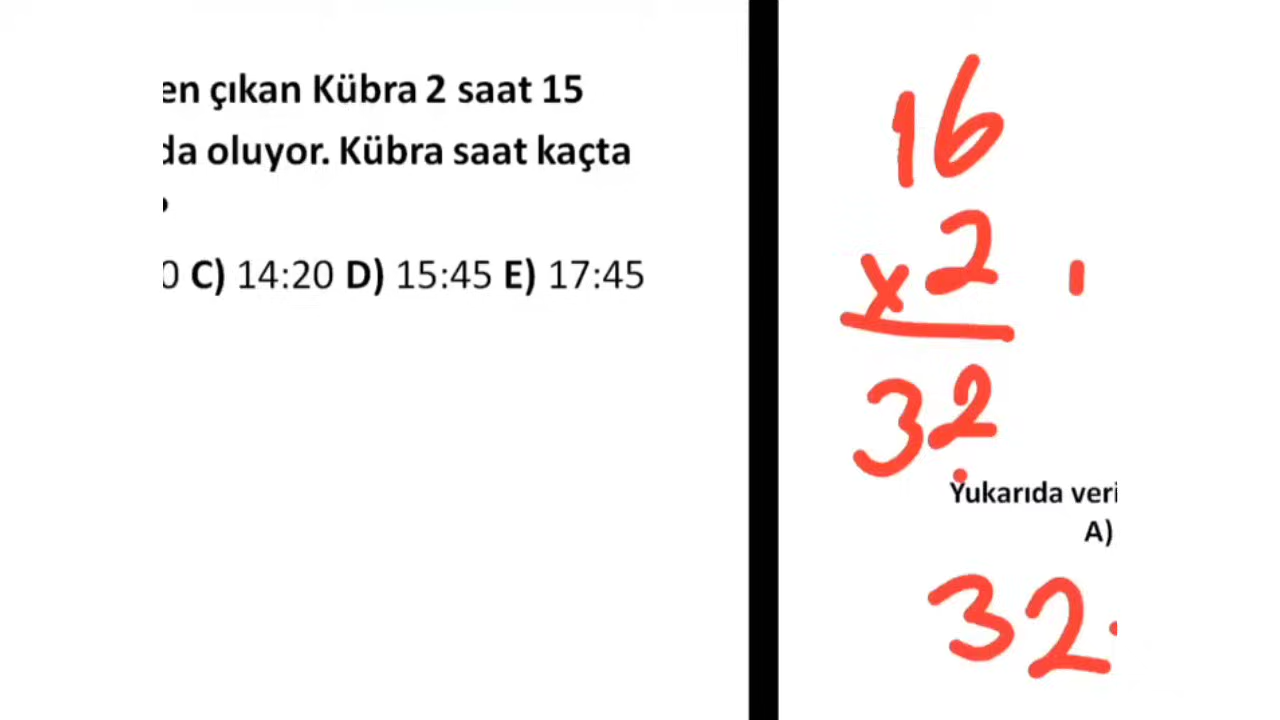 en çıkan Kübra 2 saat 15
da oluyor. Kübra saat kaçta
?
0 C) 14:20 D) 15:45 E) 17:45
16
x 2
32
Yukarıda veri
A)
32